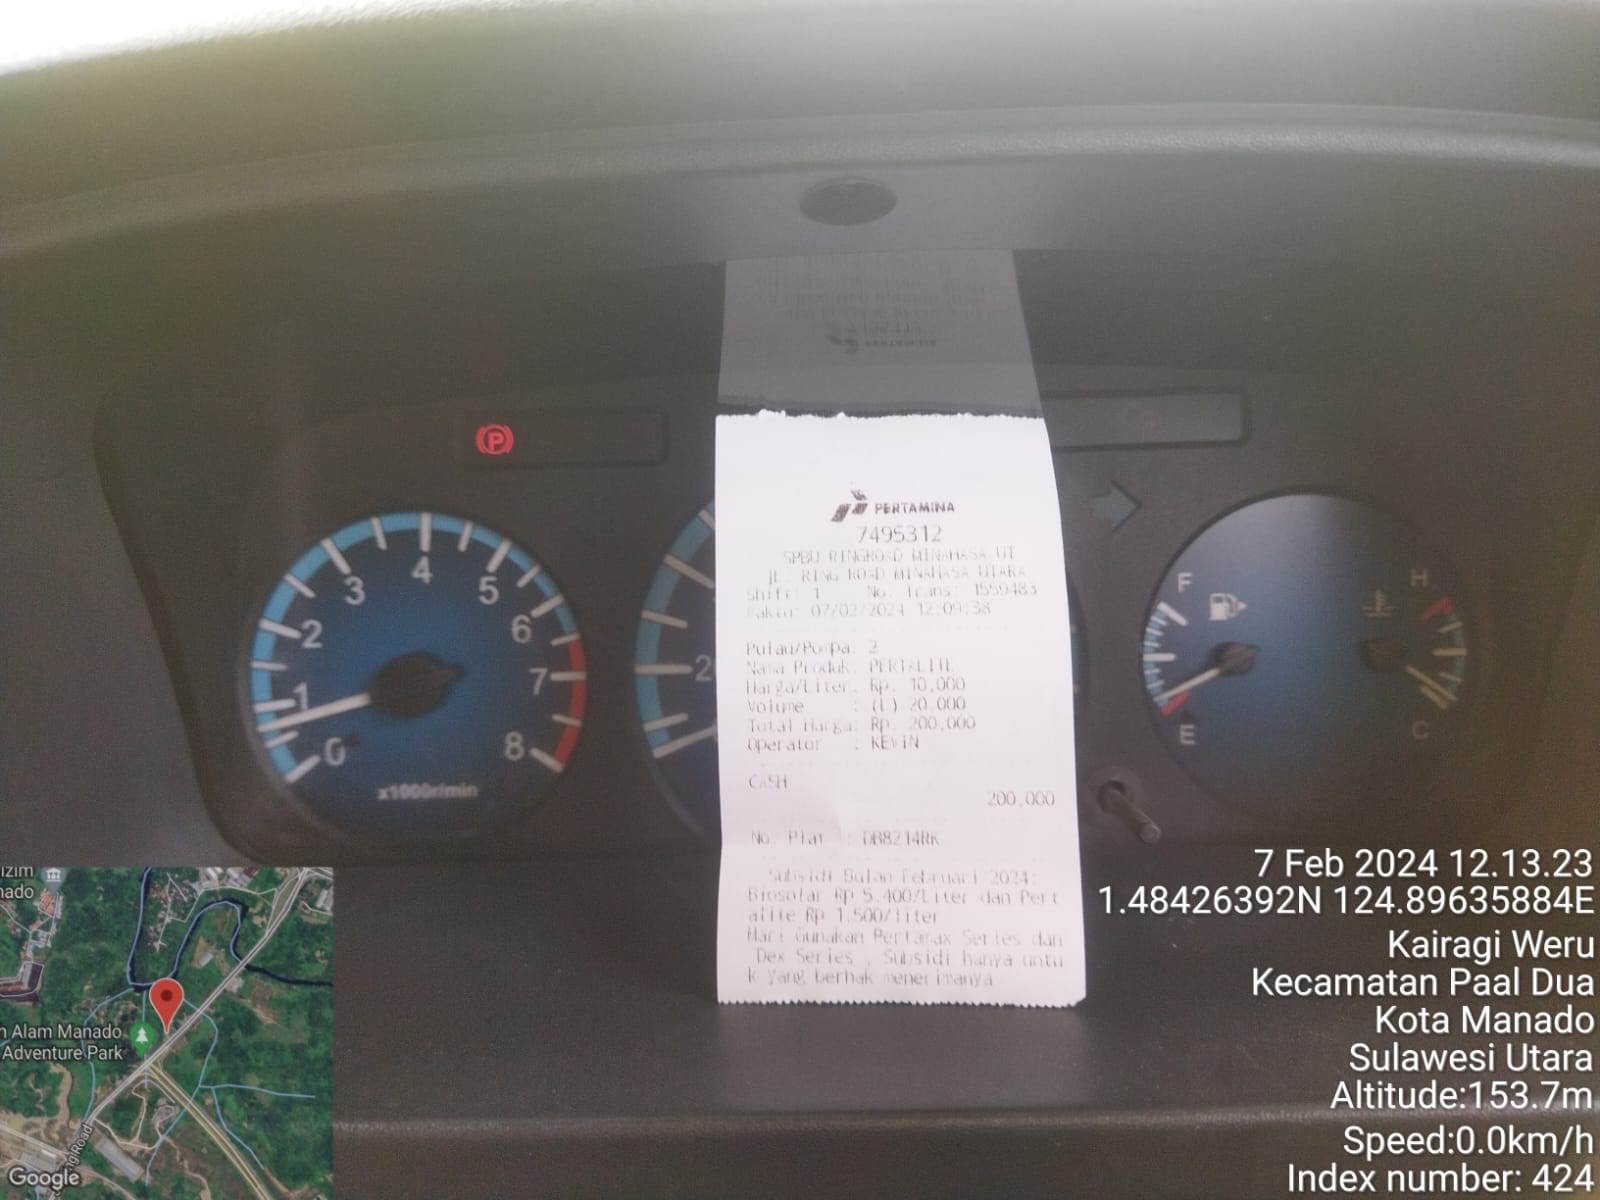 PERTAMINA
7495312
SPBU RINGROAD MINAHASA UT
JL. RING ROAD MINAHASA UTARA
Shift: 1 No. Trans: 1559483
Waktu: 07/02/2024 12:09:38
Pulau/Pompa: 2
Nama Produk: PERTALITE
Harga/Liter: Rp. 10,000
Volume : (L) 20.000
Total Harga: Rp. 200,000
Operator : KEVIN
CASH
200,000
No. Plat : DB8214RK
Subsidi Bulan Februari 2024:
Biosolar Rp 5.400/Liter dan Pert
alite Rp 1.500/liter
Mari Gunakan Pertamax Series dan
Dex Series , Subsidi hanya untu
k yang berhak menerimanya
0
1
2
3
4
5
6
7
8
x1000r/min
20
F
E
H
C
P
7 Feb 2024 12.13.23
1.48426392N 124.89635884E
Kairagi Weru
Kecamatan Paal Dua
Kota Manado
Sulawesi Utara
Altitude:153.7m
Speed:0.0km/h
Index number: 424
Alam Manado
Adventure Park
Google